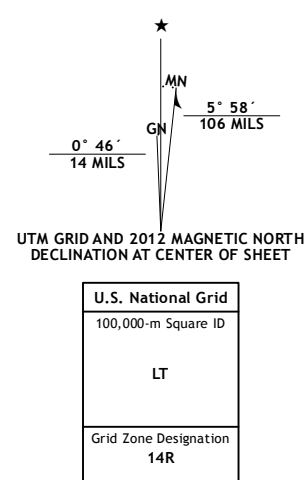 MN
GN
5° 58´
106 MILS
0° 46´
14 MILS
UTM GRID AND 2012 MAGNETIC NORTH
DECLINATION AT CENTER OF SHEET
U.S. National Grid
100,000-m Square ID
LT
Grid Zone Designation
14R